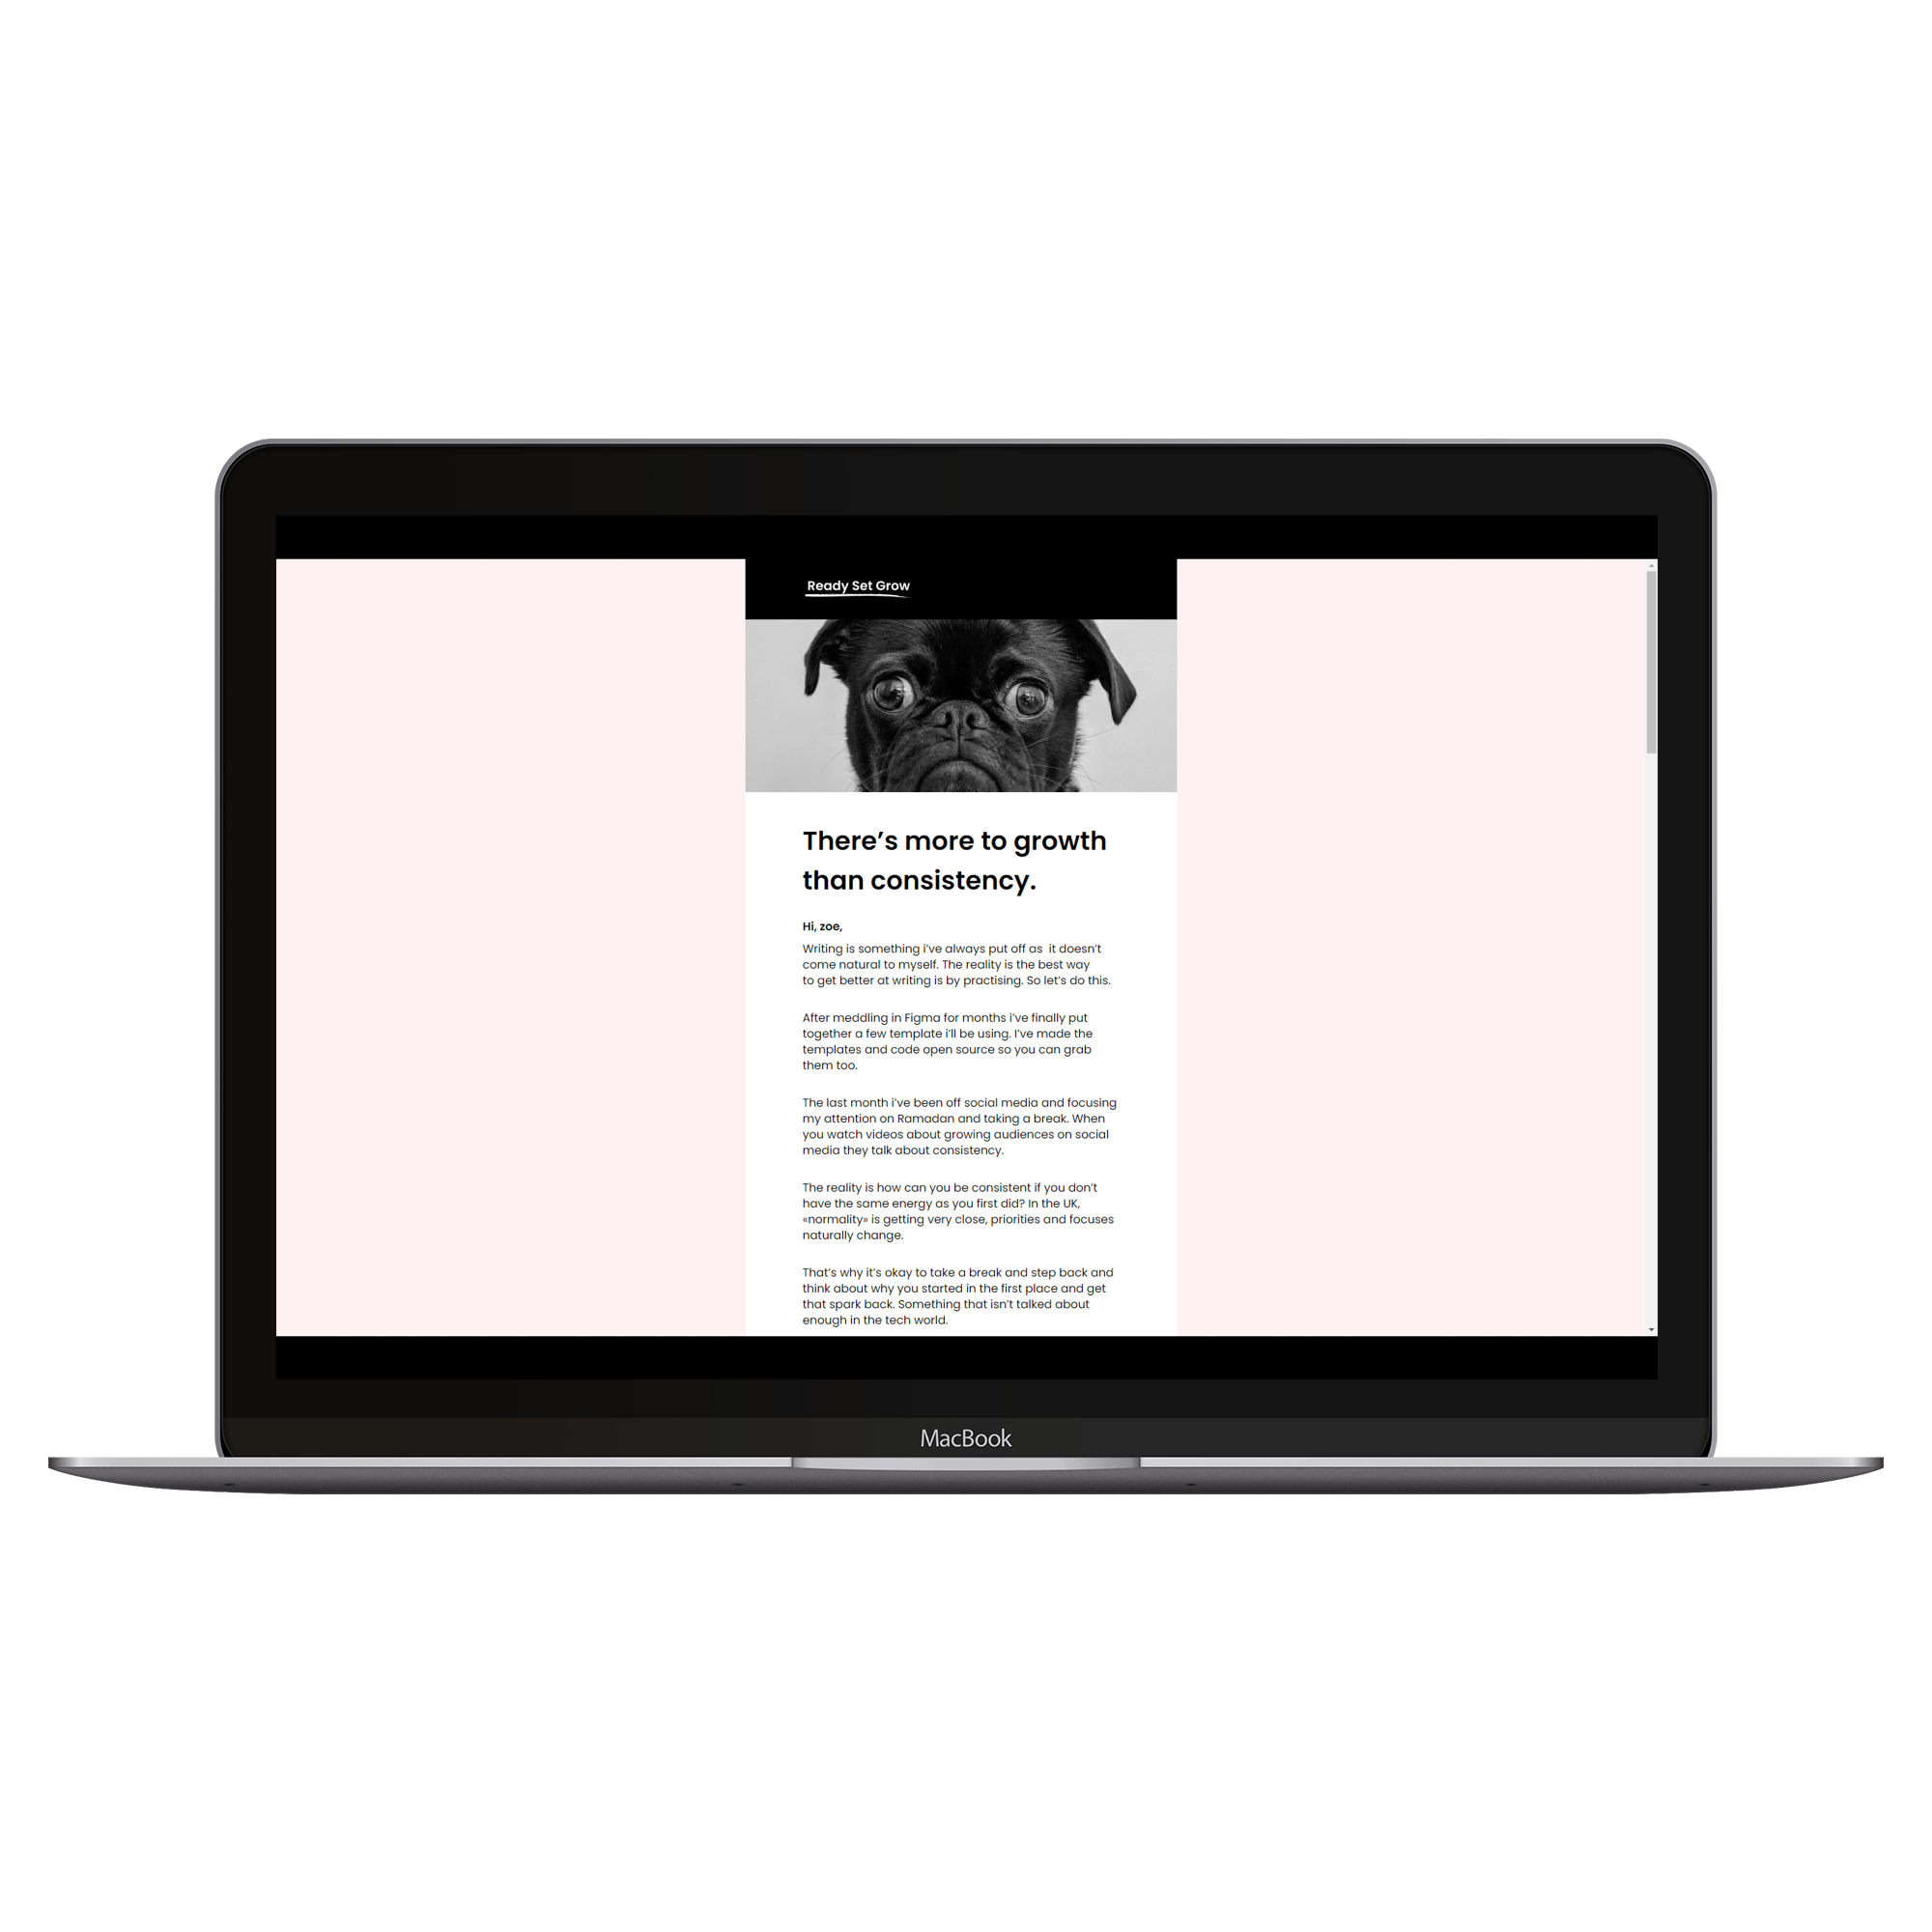 Ready Set Grow
There’s more to growth
than consistency.
Hi, zoe,
Writing is something i’ve always put off as  it doesn’t
come natural to myself. The reality is the best way
to get better at writing is by practising. So let’s do this.
After meddling in Figma for months i’ve finally put
together a few template i’ll be using. I’ve made the
templates and code open source so you can grab
them too.
The last month i’ve been off social media and focusing
my attention on Ramadan and taking a break. When
you watch videos about growing audiences on social
media they talk about consistency.
The reality is how can you be consistent if you don’t
have the same energy as you first did? In the UK,
«normality» is getting very close, priorities and focuses
naturally change.
That’s why it’s okay to take a break and step back and
think about why you started in the first place and get
that spark back. Something that isn’t talked about
enough in the tech world.
MacBook